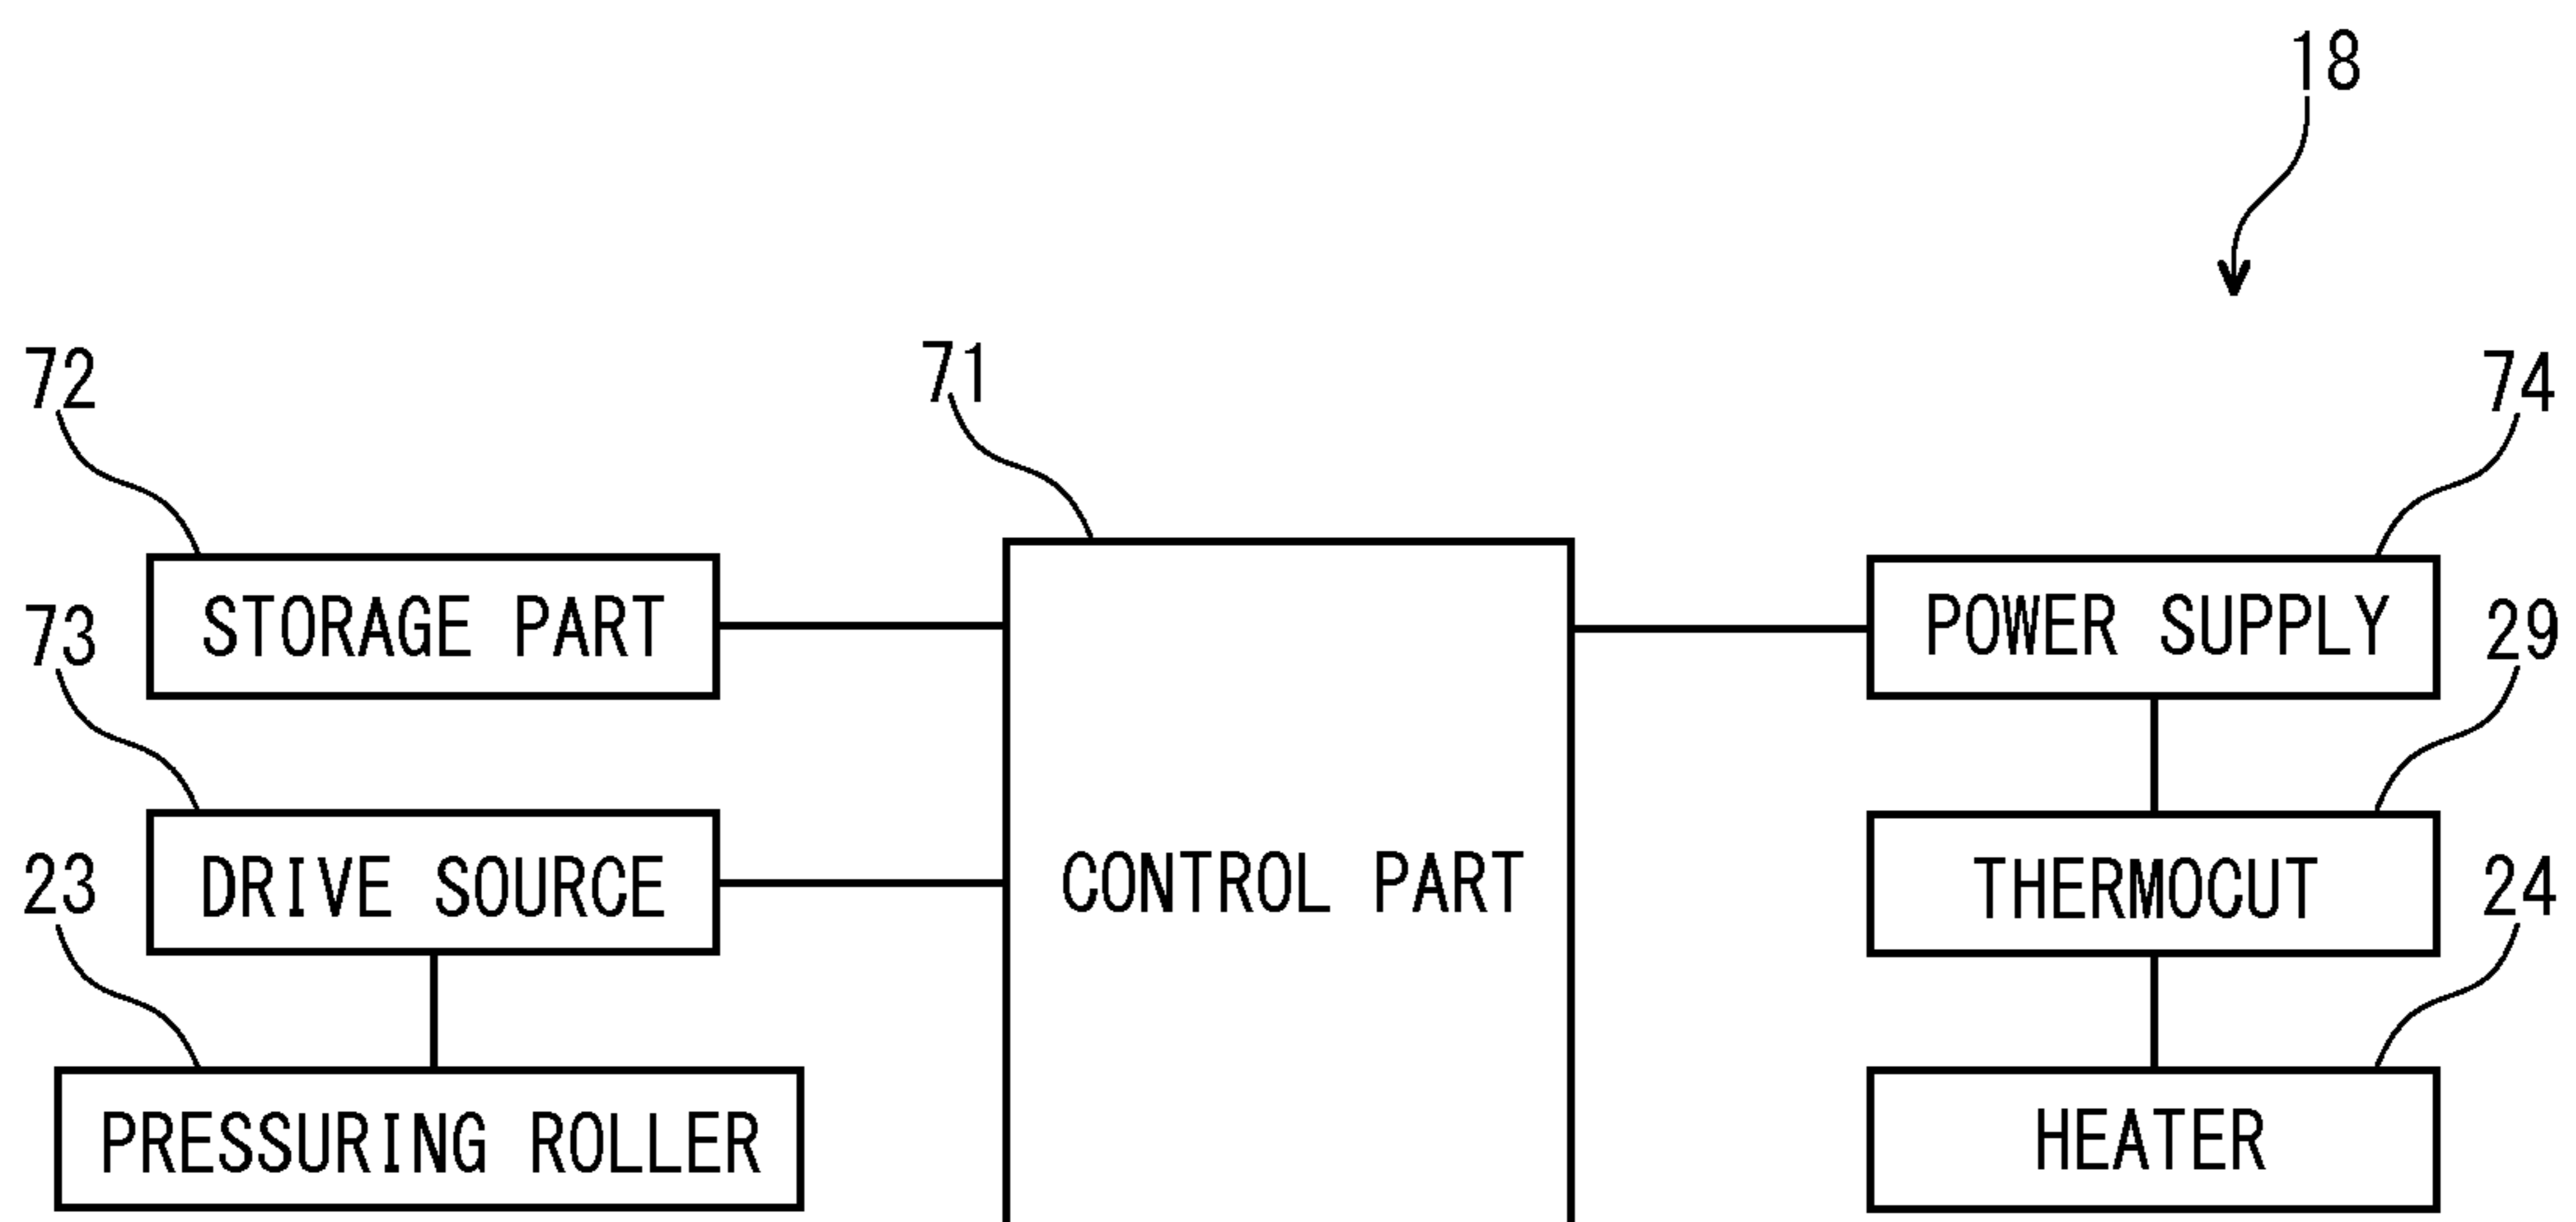 18
72
71
74
STORAGE PART
POWER SUPPLY
73
29
DRIVE SOURCE
CONTROL PART
THERMOCUT
23
24
PRESSURING ROLLER
HEATER